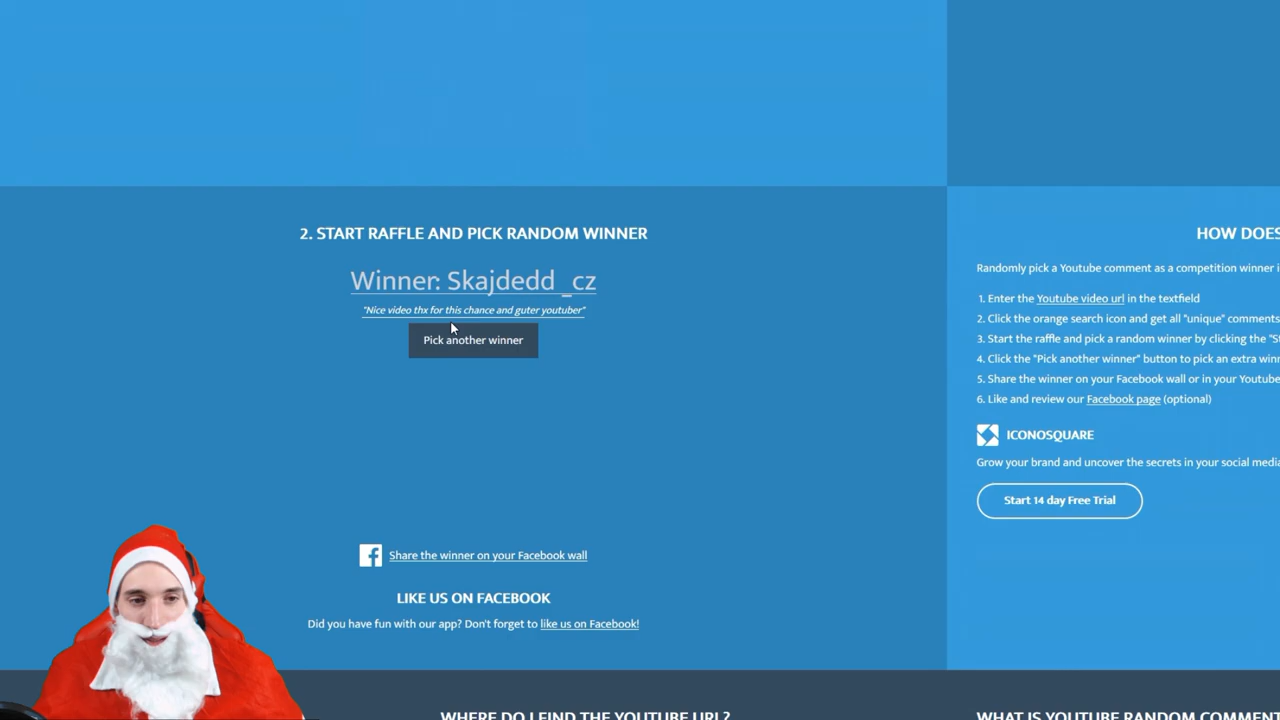 2. START RAFFLE AND PICK RANDOM WINNER
Winner: Skajdedd _cz
"Nice video thx for this chance and guter youtuber"
Pick another winner
Share the winner on your Facebook wall
LIKE US ON FACEBOOK
Did you have fun with our app? Don't forget to like us on Facebook!
WHERE DO I FIND THE YOUTUBE URL?
HOW DOES
Randomly pick a Youtube comment as a competition winner i
1. Enter the Youtube video url in the textfield
2. Click the orange search icon and get all "unique" comments
3. Start the raffle and pick a random winner by clicking the "St
4. Click the "Pick another winner" button to pick an extra winn
5. Share the winner on your Facebook wall or in your Youtube
6. Like and review our Facebook page (optional)
ICONOSQUARE
Grow your brand and uncover the secrets in your social media
Start 14 day Free Trial
WHAT IS YOUTUBE RANDOM COMMENT